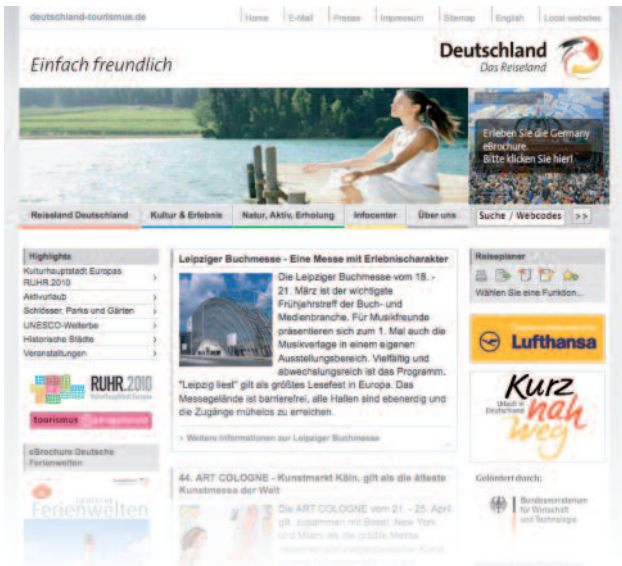 deutschland-tourismus.de
Home
E-Mail
Presse
Impressum
Sitemap
English
Local websites
Einfach freundlich
Deutschland
Das Reiseland
Erleben Sie die Germany
eBrochure.
Bitte klicken Sie hier!
Reiseland Deutschland
Kultur & Erlebnis
Natur, Aktiv, Erholung
Infocenter
Über uns
Suche / Webcodes
>>
Highlights
Kulturhauptstadt Europas
RUHR.2010
Aktivurlaub
Schlösser, Parks und Gärten
UNESCO-Welterbe
Historische Städte
Veranstaltungen
RUHR.2010
Kulturhauptstadt Europas
tourismus
eBrochure Deutsche
Ferienwelten
DEUTSCHE
Ferienwelten
Leipziger Buchmesse - Eine Messe mit Erlebnischarakter
Die Leipziger Buchmesse vom 18. -
21. März ist der wichtigste
Frühjahrstreff der Buch- und
Medienbranche. Für Musikfreunde
präsentieren sich zum 1. Mal auch die
Musikverlage in einem eigenen
Ausstellungsbereich. Vielfältig und
abwechslungsreich ist das Programm.
"Leipzig liest" gilt als größtes Lesefest in Europa. Das
Messegelände ist barrierefrei, alle Hallen sind ebenerdig und
die Zugänge mühelos zu erreichen.
› Weitere Informationen zur Leipziger Buchmesse
44. ART COLOGNE - Kunstmarkt Köln, gilt als die älteste
Kunstmesse der Welt
Die ART COLOGNE vom 21. - 25. April
gilt, zusammen mit Basel, New York
und Miami als die größte Messe
Reiseplaner
Wählen Sie eine Funktion...
Lufthansa
Kurz
Urlaub in
Deutschland
nah
weg
Gefördert durch:
Bundesministerium
für Wirtschaft
und Technologie